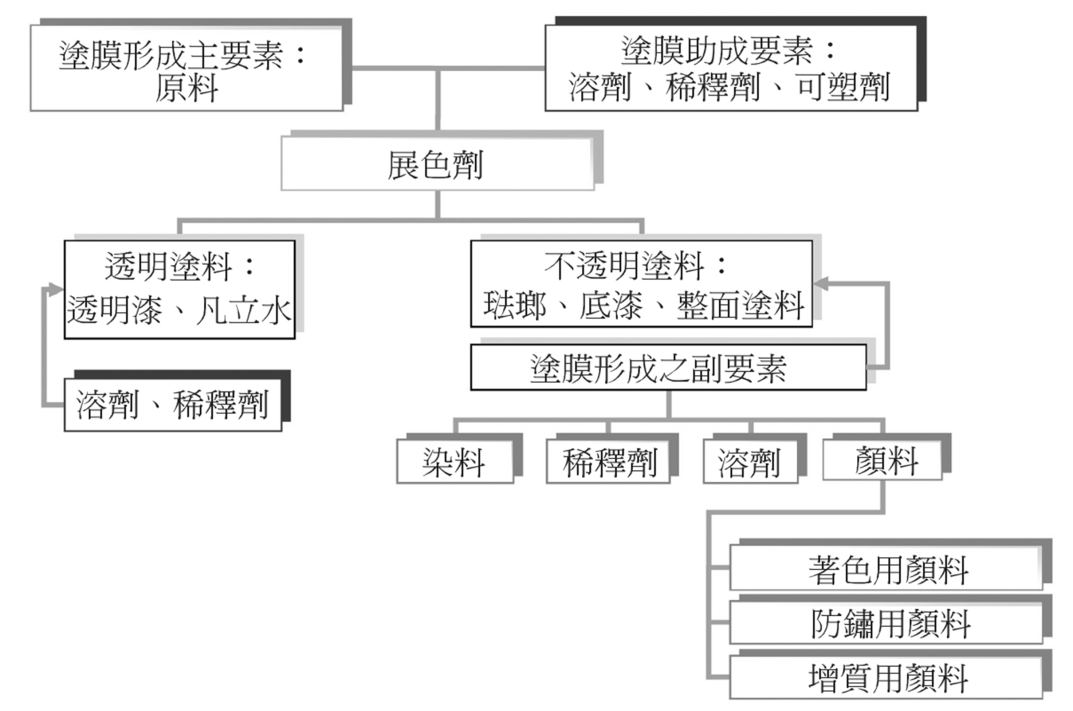 塗膜形成主要素：
原料
塗膜助成要素：
溶劑、稀釋劑、可塑劑
展色劑
透明塗料：
透明漆、凡立水
不透明塗料：
琺瑯、底漆、整面塗料
塗膜形成之副要素
溶劑、稀釋劑
染料
稀釋劑
溶劑
顏料
著色用顏料
防鏽用顏料
增質用顏料